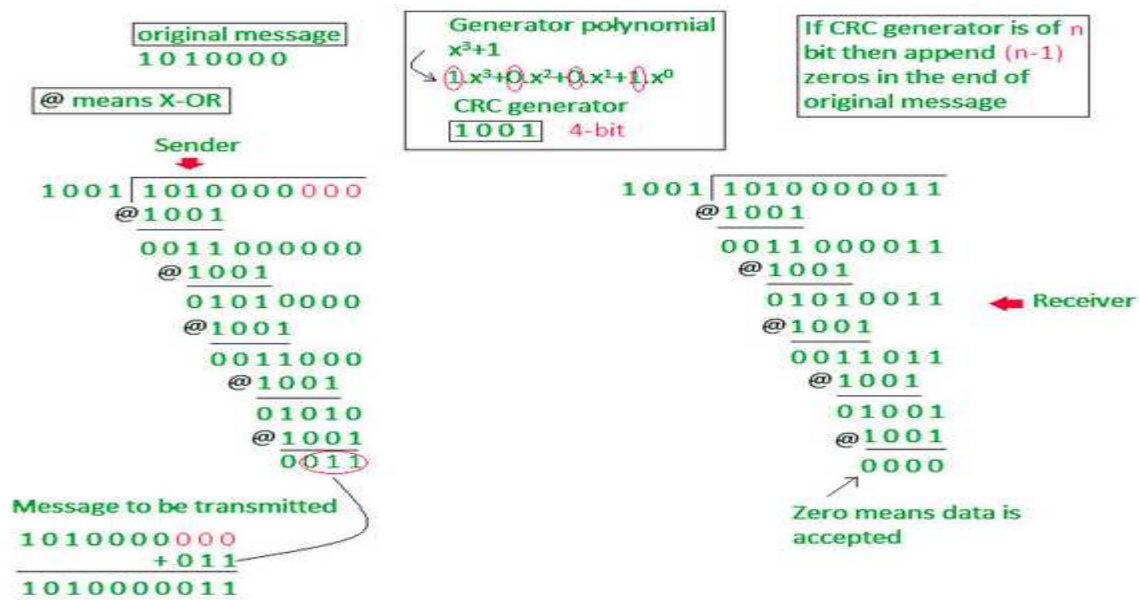 original message
1010000
@ means X-OR
Generator polynomial
x³+1
1.x³+0.x²+0.x¹+1.x⁰
CRC generator
1001 4-bit
If CRC generator is of n
bit then append (n-1)
zeros in the end of
original message
Sender
1001 1010000000
@1001
0011000000
@1001
01010000
@1001
0011000
@1001
01010
@1001
0011
Message to be transmitted
1010000000
+011
1010000011
1001 1010000011
@1001
0011000011
@1001
01010011
@1001
0011011
@1001
01001
@1001
0000
Receiver
Zero means data is
accepted